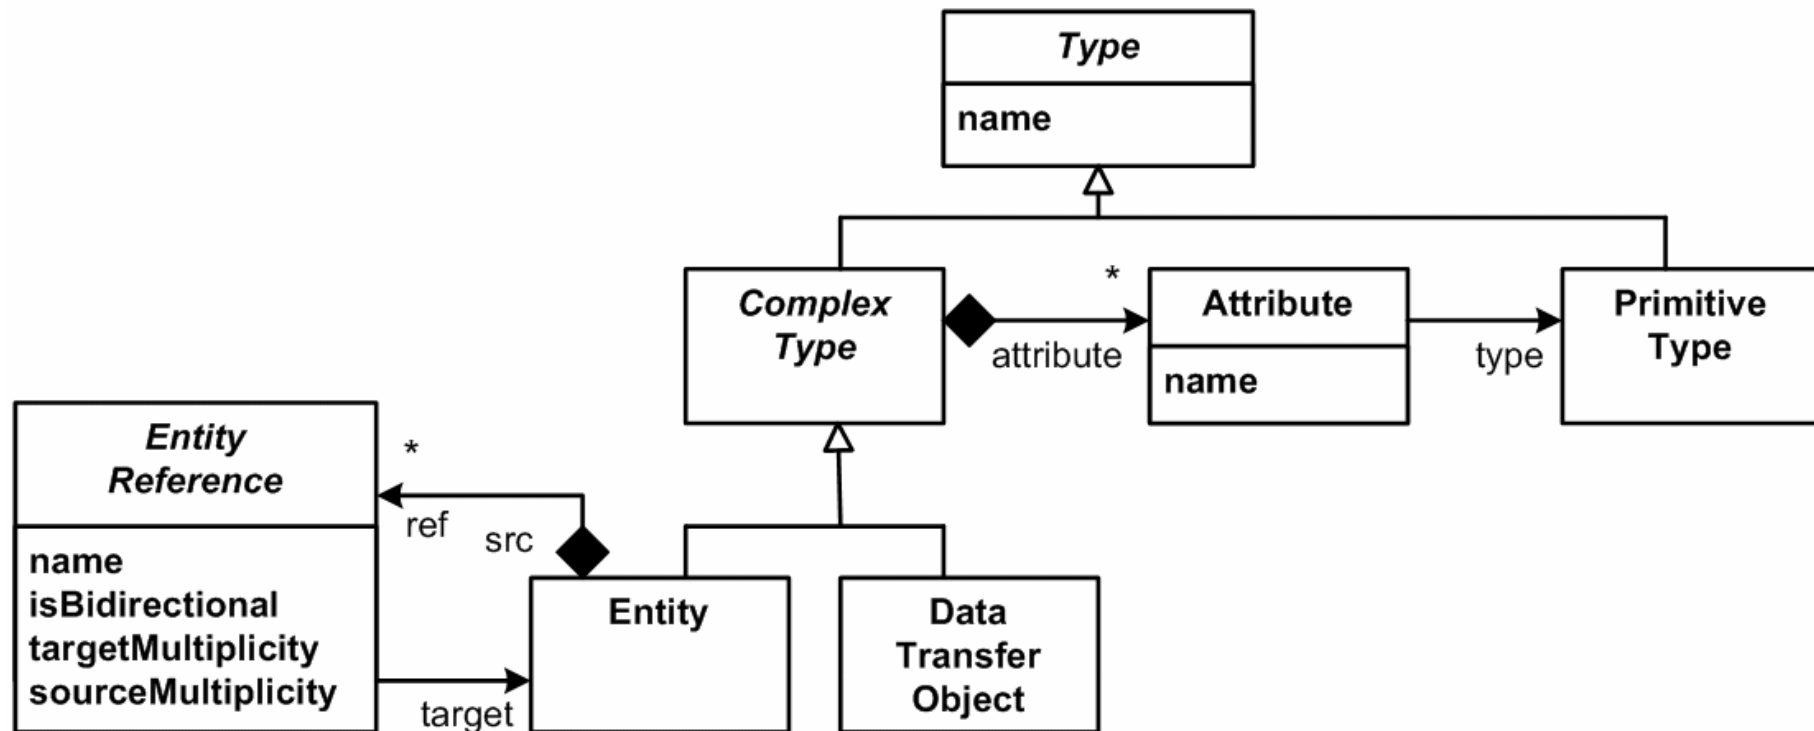 Type
name
Complex
Type
*
attribute
Attribute
name
type
Primitive
Type
Entity
Reference
name
isBidirectional
targetMultiplicity
sourceMultiplicity
*
ref
src
target
Entity
Data
Transfer
Object